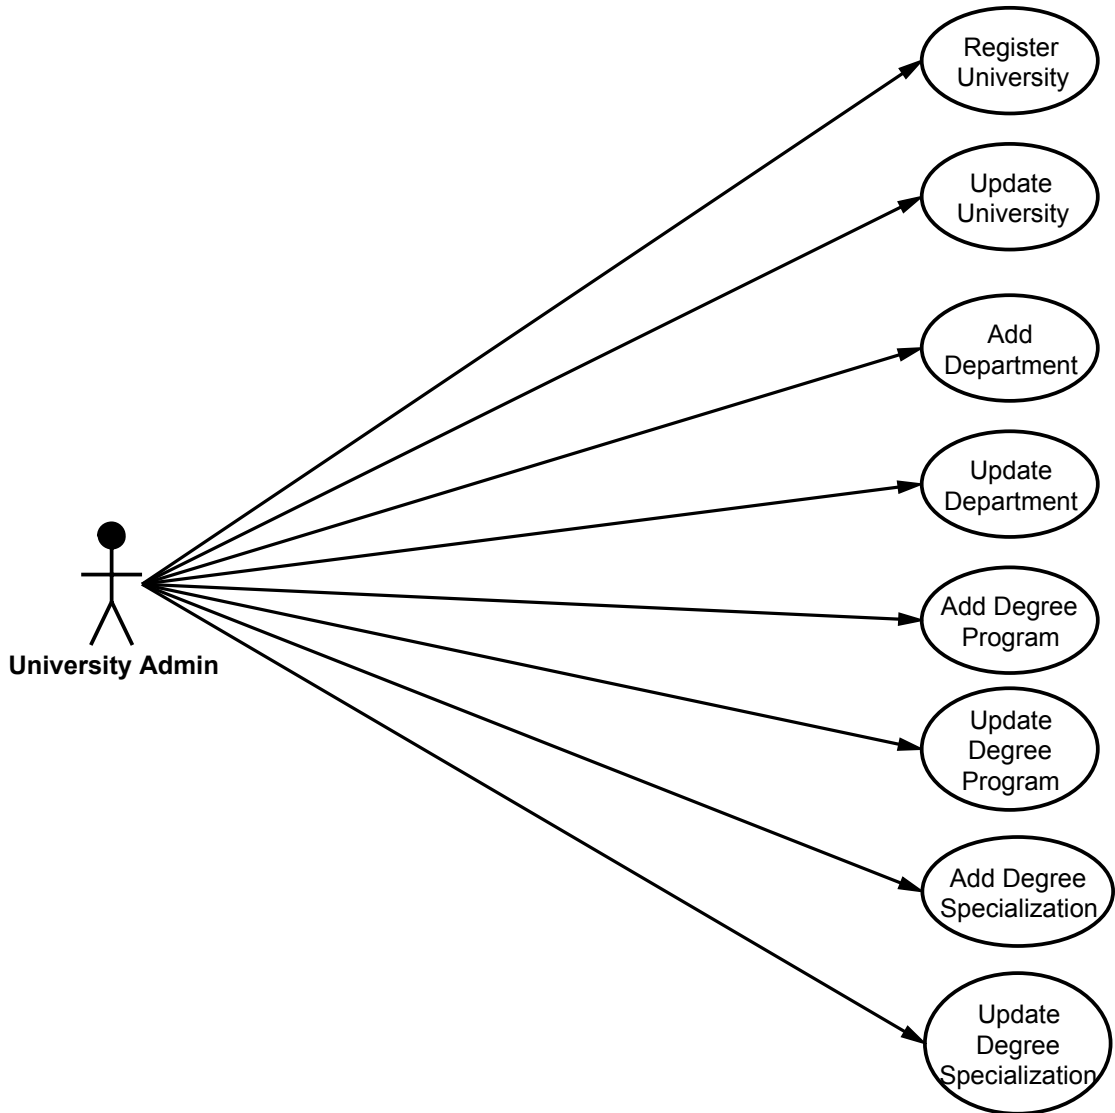 Register
University
Update
University
Add
Department
Update
Department
University Admin
Add Degree
Program
Update
Degree
Program
Add Degree
Specialization
Update
Degree
Specialization